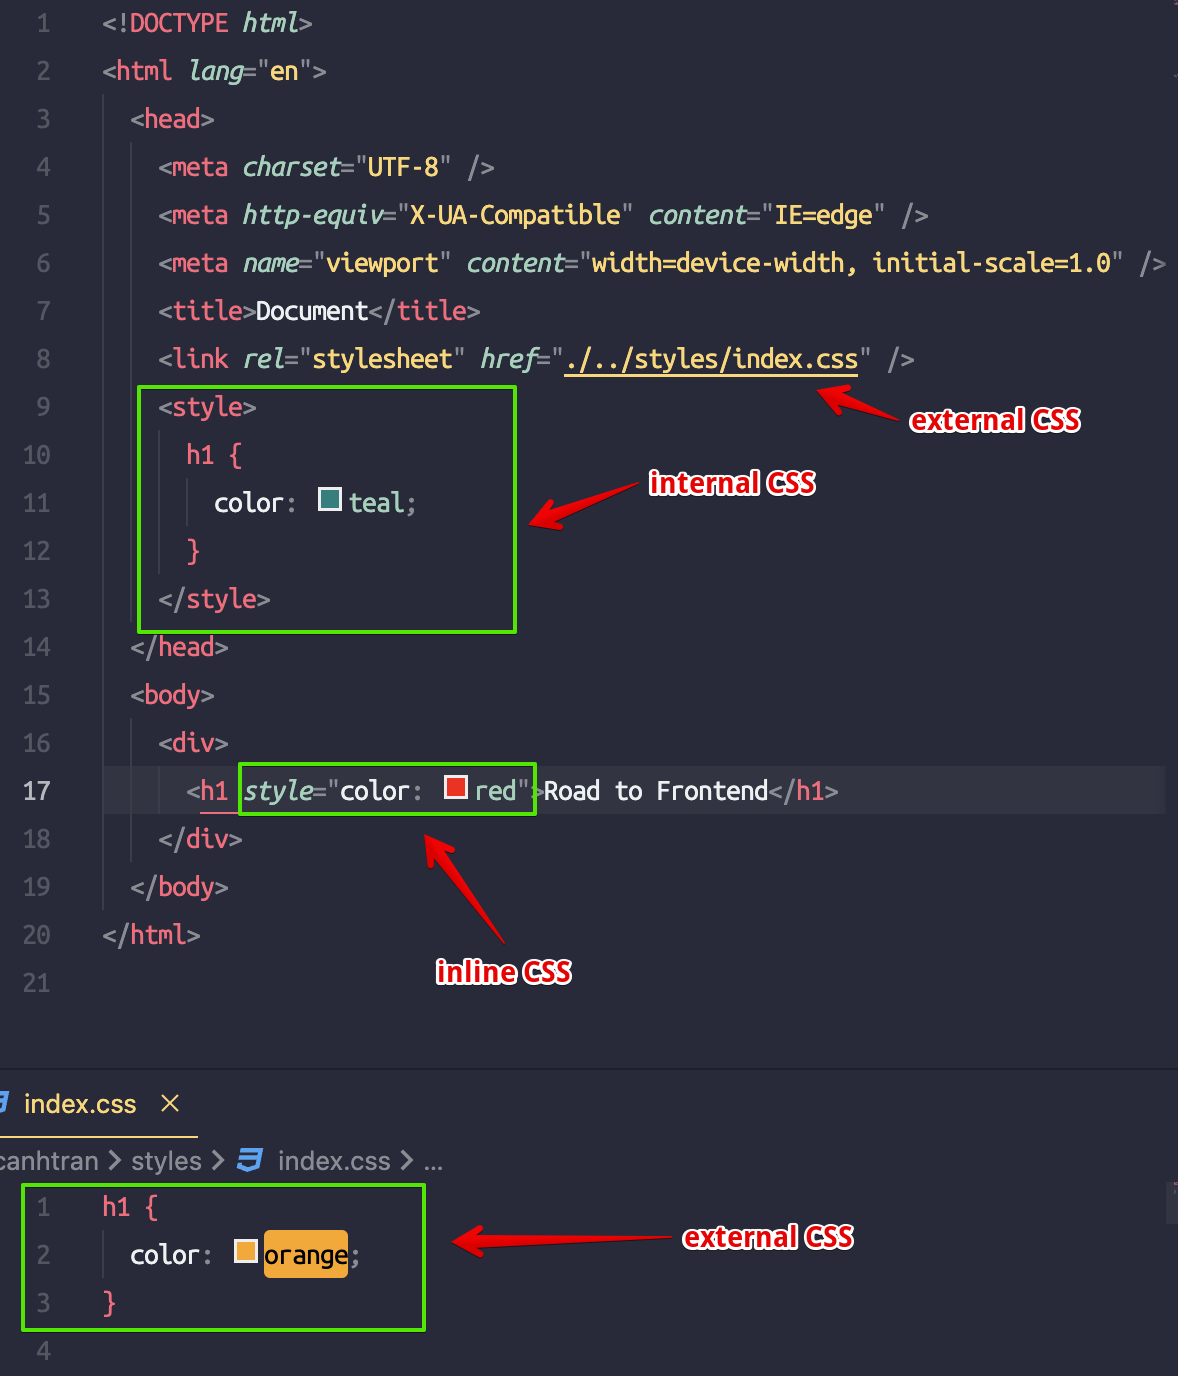 1 <!DOCTYPE html>
2 <html lang="en">
3 <head>
4 <meta charset="UTF-8" />
5 <meta http-equiv="X-UA-Compatible" content="IE=edge" />
6 <meta name="viewport" content="width=device-width, initial-scale=1.0" />
7 <title>Document</title>
8 <link rel="stylesheet" href="./../styles/index.css" />
9 <style>
external CSS
10 h1 {
internal CSS
11 color: teal;
12 }
13 </style>
14 </head>
15 <body>
16 <div>
17 <h1 style="color: red">Road to Frontend</h1>
18 </div>
19 </body>
20 </html>
inline CSS
21
index.css
canhtran > styles > index.css > ...
1 h1 {
2 color: orange;
external CSS
3 }
4